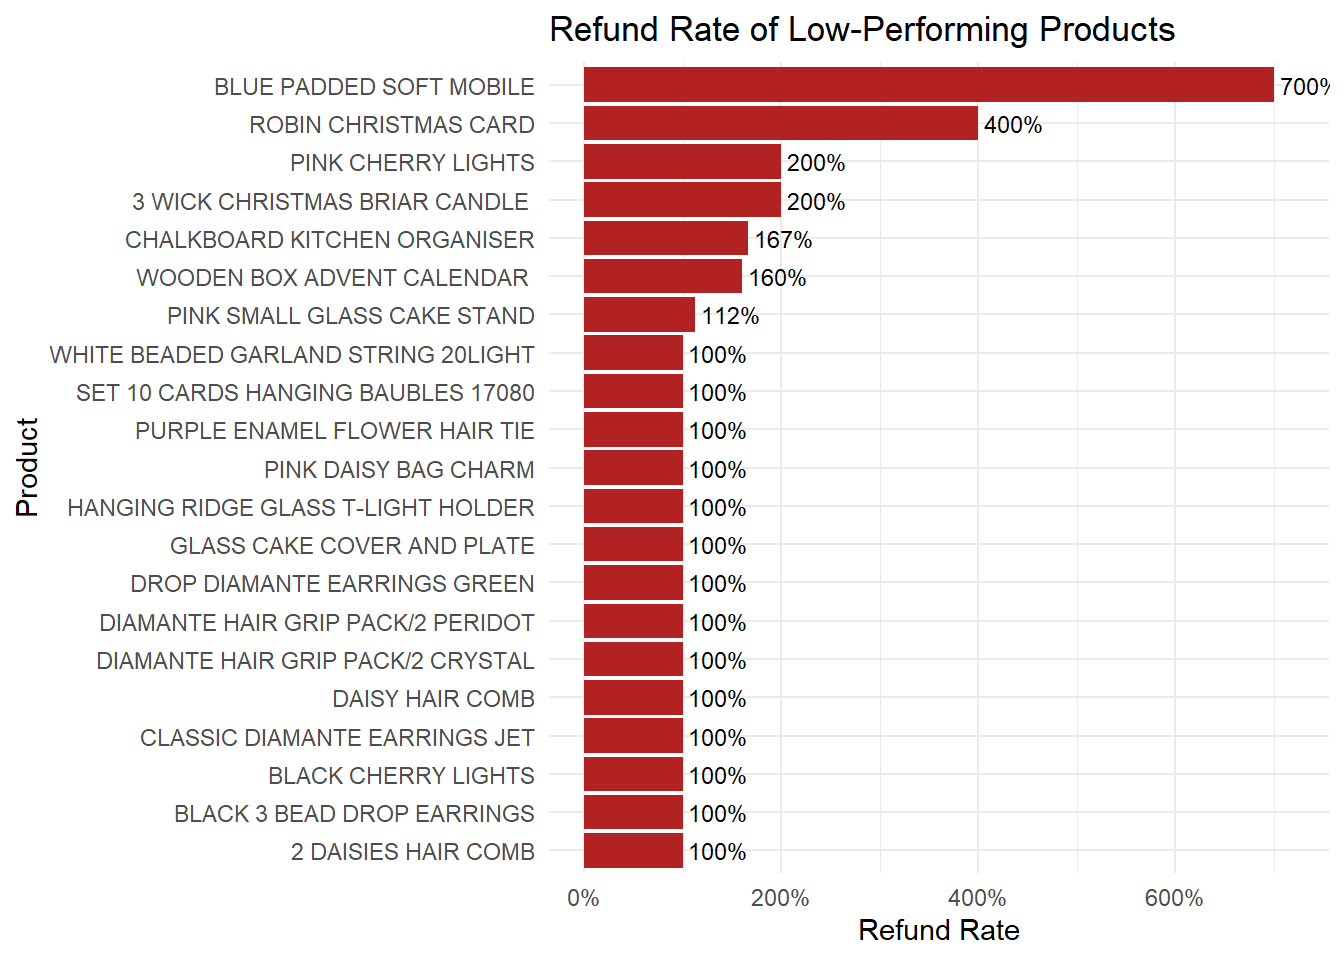 Refund Rate of Low-Performing Products
BLUE PADDED SOFT MOBILE 700%
ROBIN CHRISTMAS CARD 400%
PINK CHERRY LIGHTS 200%
3 WICK CHRISTMAS BRIAR CANDLE 200%
CHALKBOARD KITCHEN ORGANISER 167%
WOODEN BOX ADVENT CALENDAR 160%
PINK SMALL GLASS CAKE STAND 112%
WHITE BEADED GARLAND STRING 20LIGHT 100%
SET 10 CARDS HANGING BAUBLES 17080 100%
PURPLE ENAMEL FLOWER HAIR TIE 100%
PINK DAISY BAG CHARM 100%
HANGING RIDGE GLASS T-LIGHT HOLDER 100%
GLASS CAKE COVER AND PLATE 100%
DROP DIAMANTE EARRINGS GREEN 100%
DIAMANTE HAIR GRIP PACK/2 PERIDOT 100%
DIAMANTE HAIR GRIP PACK/2 CRYSTAL 100%
DAISY HAIR COMB 100%
CLASSIC DIAMANTE EARRINGS JET 100%
BLACK CHERRY LIGHTS 100%
BLACK 3 BEAD DROP EARRINGS 100%
2 DAISIES HAIR COMB 100%
Product
0% 200% 400% 600%
Refund Rate